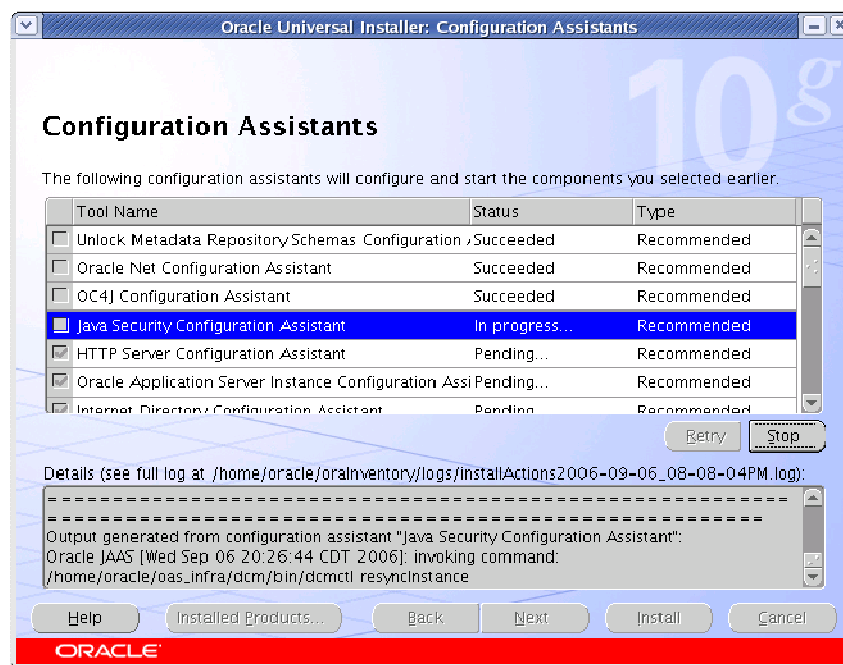 Oracle Universal Installer: Configuration Assistants
10g
Configuration Assistants
The following configuration assistants will configure and start the components you selected earlier.
Tool Name Status Type
Unlock Metadata Repository Schemas Configuration Succeeded Recommended
Oracle Net Configuration Assistant Succeeded Recommended
OC4J Configuration Assistant Succeeded Recommended
Java Security Configuration Assistant In progress... Recommended
HTTP Server Configuration Assistant Pending... Recommended
Oracle Application Server Instance Configuration Assi Pending... Recommended
Internet Directory Configuration Assistant Pending Recommended
Retry Stop
Details (see full log at /home/oracle/oraInventory/logs/installActions2006-09-06_08-08-04PM.log):
Output generated from configuration assistant "Java Security Configuration Assistant":
Oracle JAAS [Wed Sep 06 20:26:44 CDT 2006]: invoking command:
/home/oracle/oas_infra/dcm/bin/dcmctl resyncInstance
Help Installed Products... Back Next Install Cancel
ORACLE